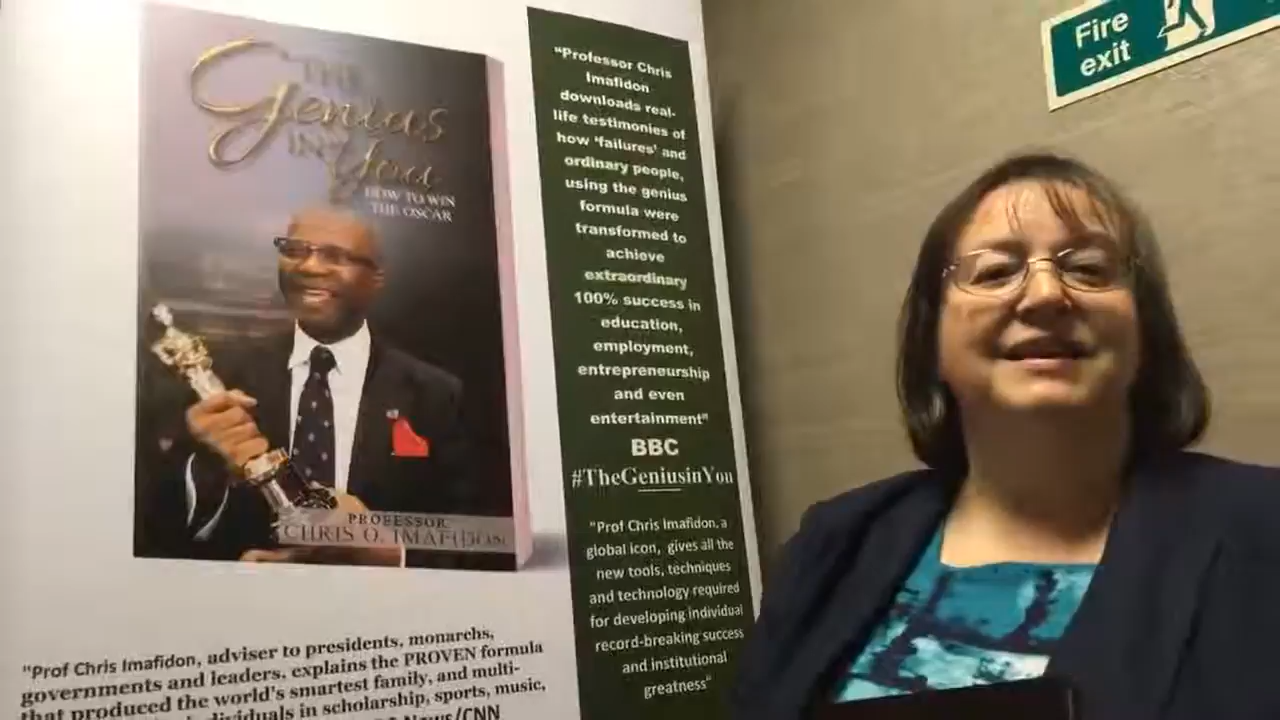 THE
Genius
IN You
HOW TO WIN
THE OSCAR
PROFESSOR
CHRIS O. IMAFIDON
"Prof Chris Imafidon, adviser to presidents, monarchs,
governments and leaders, explains the PROVEN formula
that produced the world's smartest family, and multi-
individuals in scholarship, sports, music,
News/CNN
"Professor Chris
Imafidon
downloads real-
life testimonies of
how 'failures' and
ordinary people,
using the genius
formula were
transformed to
achieve
extraordinary
100% success in
education,
employment,
entrepreneurship
and even
entertainment"
BBC
#TheGeniusinYou
"Prof Chris Imafidon, a
global icon, gives all the
new tools, techniques
and technology required
for developing individual
record-breaking success
and institutional
greatness"
Fire
exit